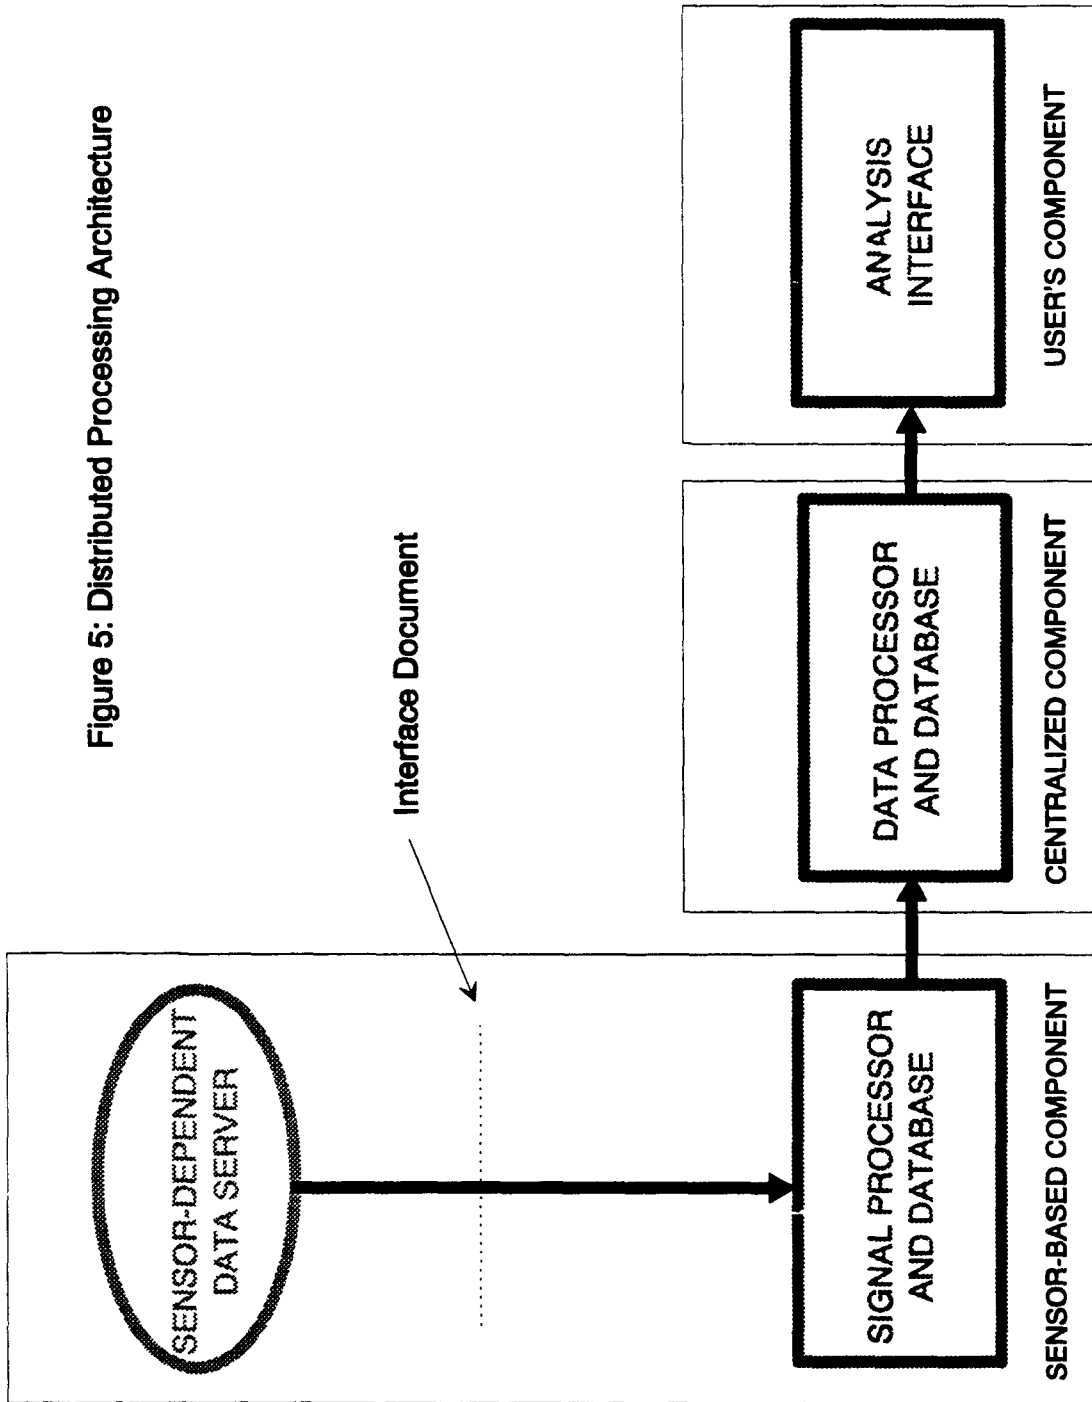 Figure 5: Distributed Processing Architecture
SENSOR-DEPENDENT
DATA SERVER
Interface Document
SIGNAL PROCESSOR
AND DATABASE
DATA PROCESSOR
AND DATABASE
ANALYSIS
INTERFACE
SENSOR-BASED COMPONENT
CENTRALIZED COMPONENT
USER'S COMPONENT